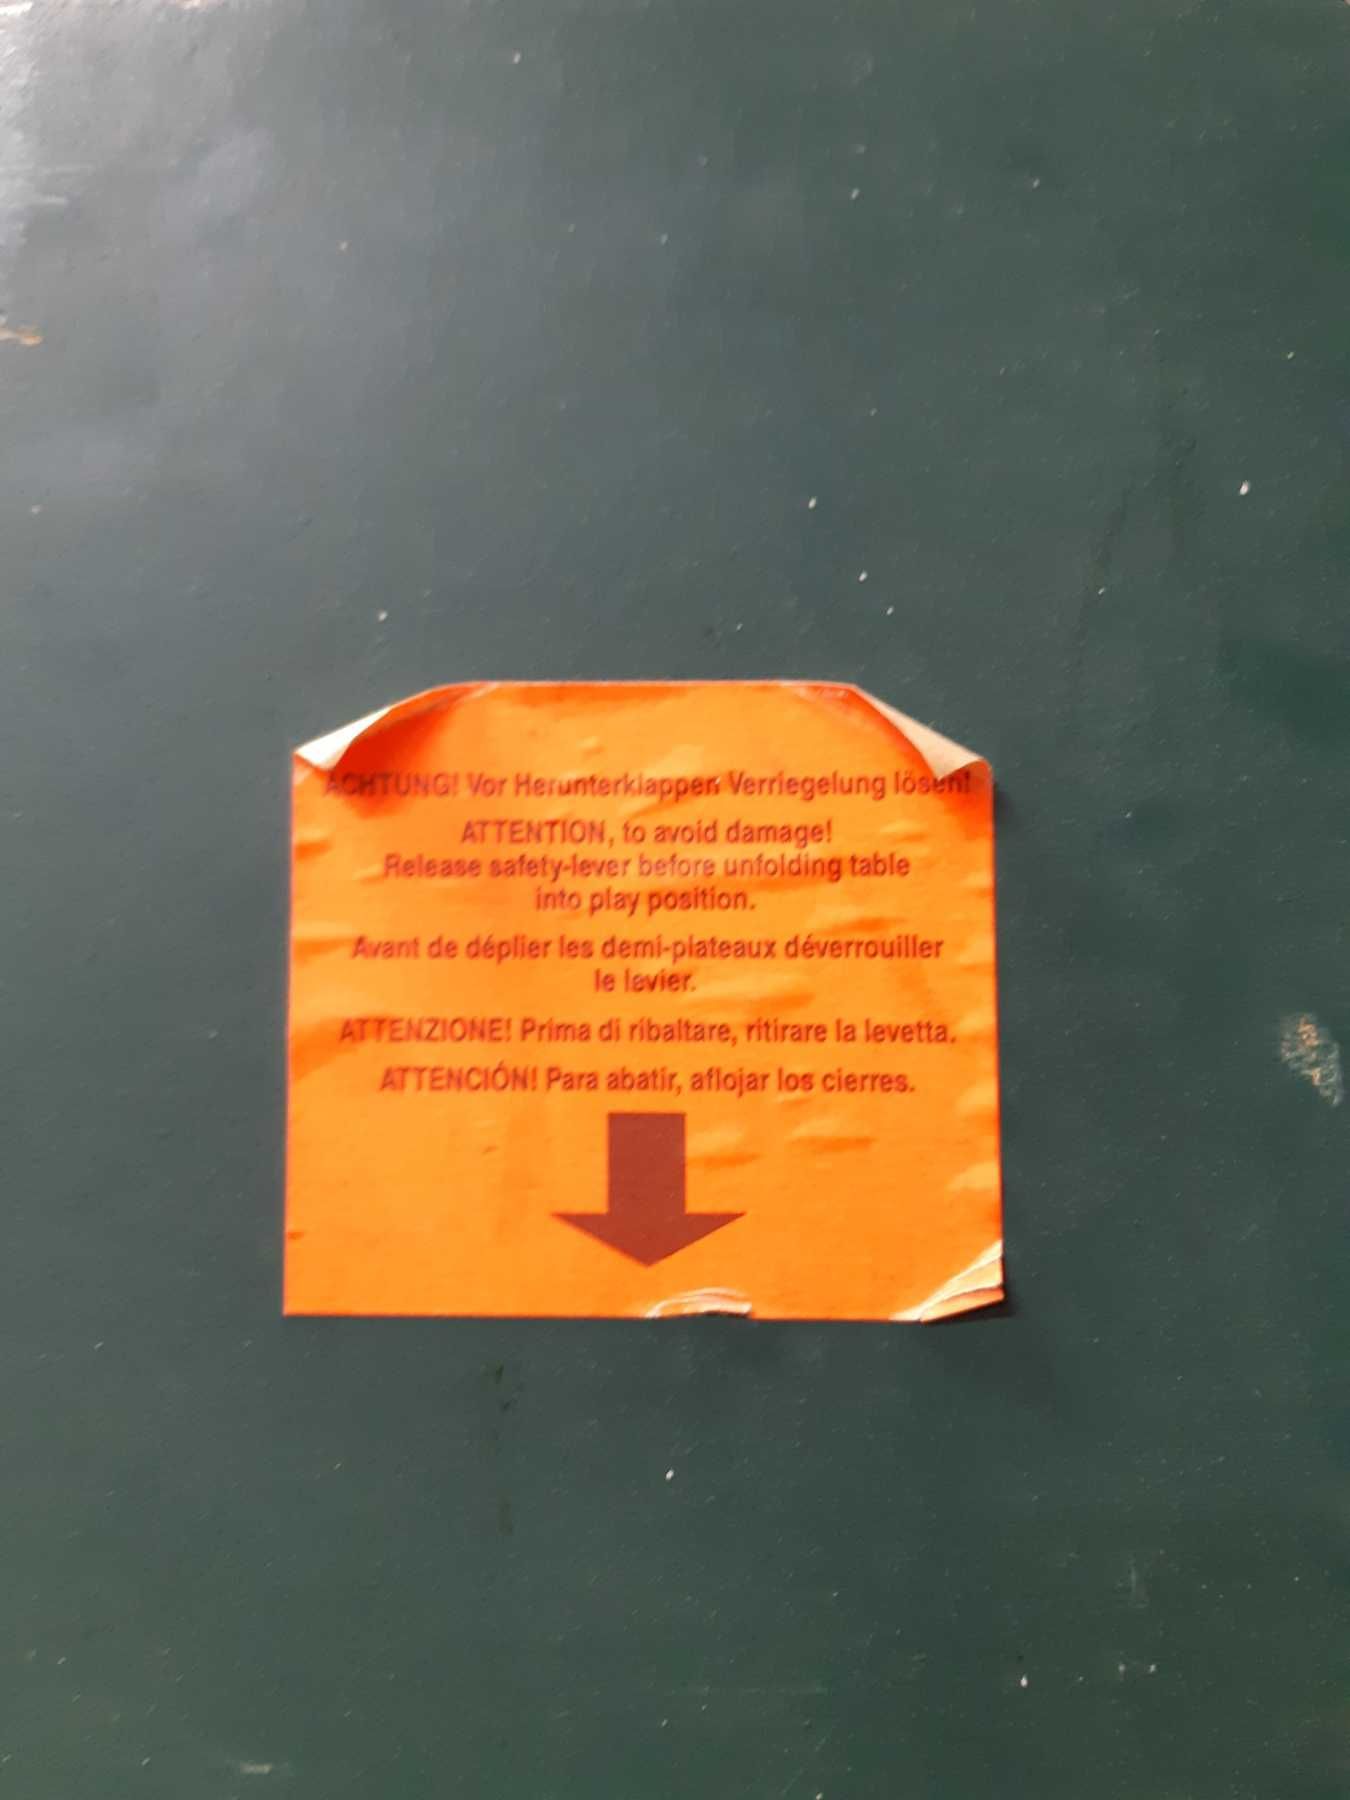 ACHTUNG! Vor Herunterklappen Verriegelung lösen!
ATTENTION, to avoid damage!
Release safety-lever before unfolding table
into play position.
Avant de déplier les demi-plateaux déverrouiller
le levier.
ATTENZIONE! Prima di ribaltare, ritirare la levetta.
ATTENCIÓN! Para abatir, aflojar los cierres.